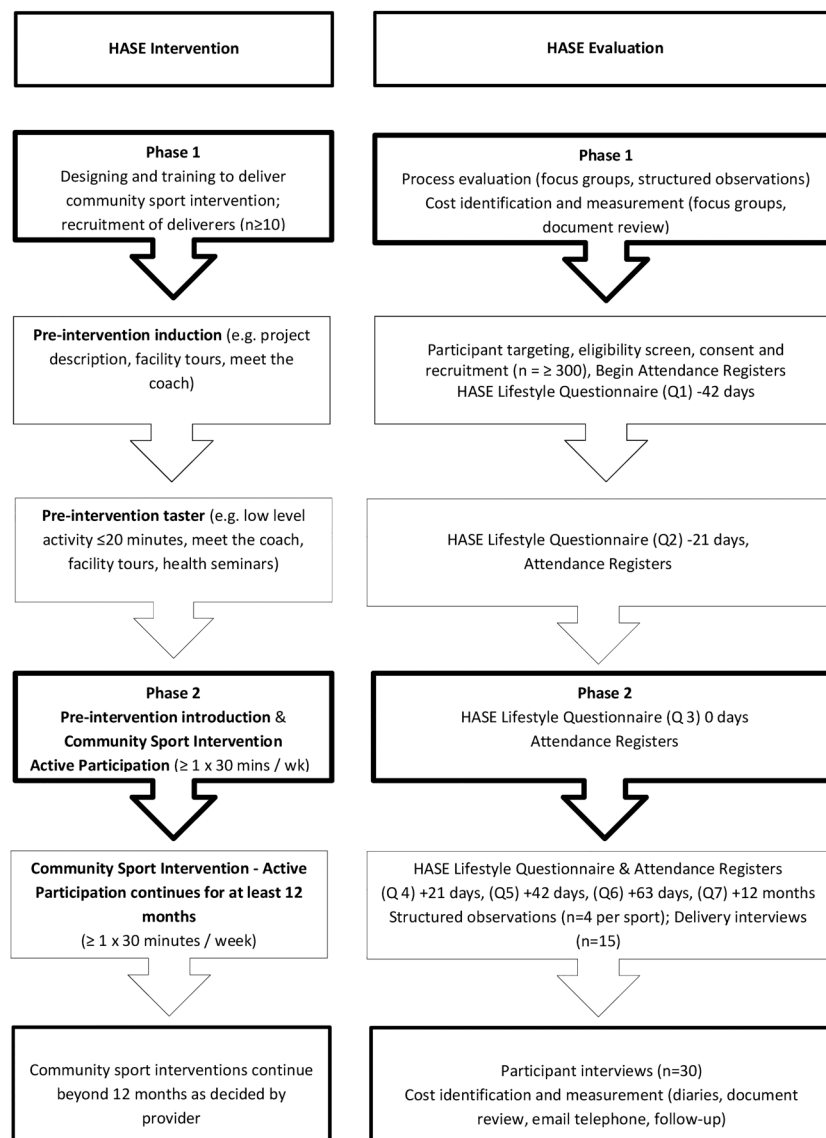 HASE Intervention
HASE Evaluation
Phase 1
Designing and training to deliver
community sport intervention;
recruitment of deliverers (n≥10)
Phase 1
Process evaluation (focus groups, structured observations)
Cost identification and measurement (focus groups,
document review)
Pre-intervention induction (e.g. project
description, facility tours, meet the
coach)
Participant targeting, eligibility screen, consent and
recruitment (n = ≥ 300), Begin Attendance Registers
HASE Lifestyle Questionnaire (Q1) -42 days
Pre-intervention taster (e.g. low level
activity ≤20 minutes, meet the coach,
facility tours, health seminars)
HASE Lifestyle Questionnaire (Q2) -21 days,
Attendance Registers
Phase 2
Pre-intervention introduction &
Community Sport Intervention
Active Participation (≥ 1 x 30 mins / wk)
Phase 2
HASE Lifestyle Questionnaire (Q 3) 0 days
Attendance Registers
Community Sport Intervention - Active
Participation continues for at least 12
months
(≥ 1 x 30 minutes / week)
HASE Lifestyle Questionnaire & Attendance Registers
(Q 4) +21 days, (Q5) +42 days, (Q6) +63 days, (Q7) +12 months
Structured observations (n=4 per sport); Delivery interviews
(n=15)
Community sport interventions continue
beyond 12 months as decided by
provider
Participant interviews (n=30)
Cost identification and measurement (diaries, document
review, email telephone, follow-up)